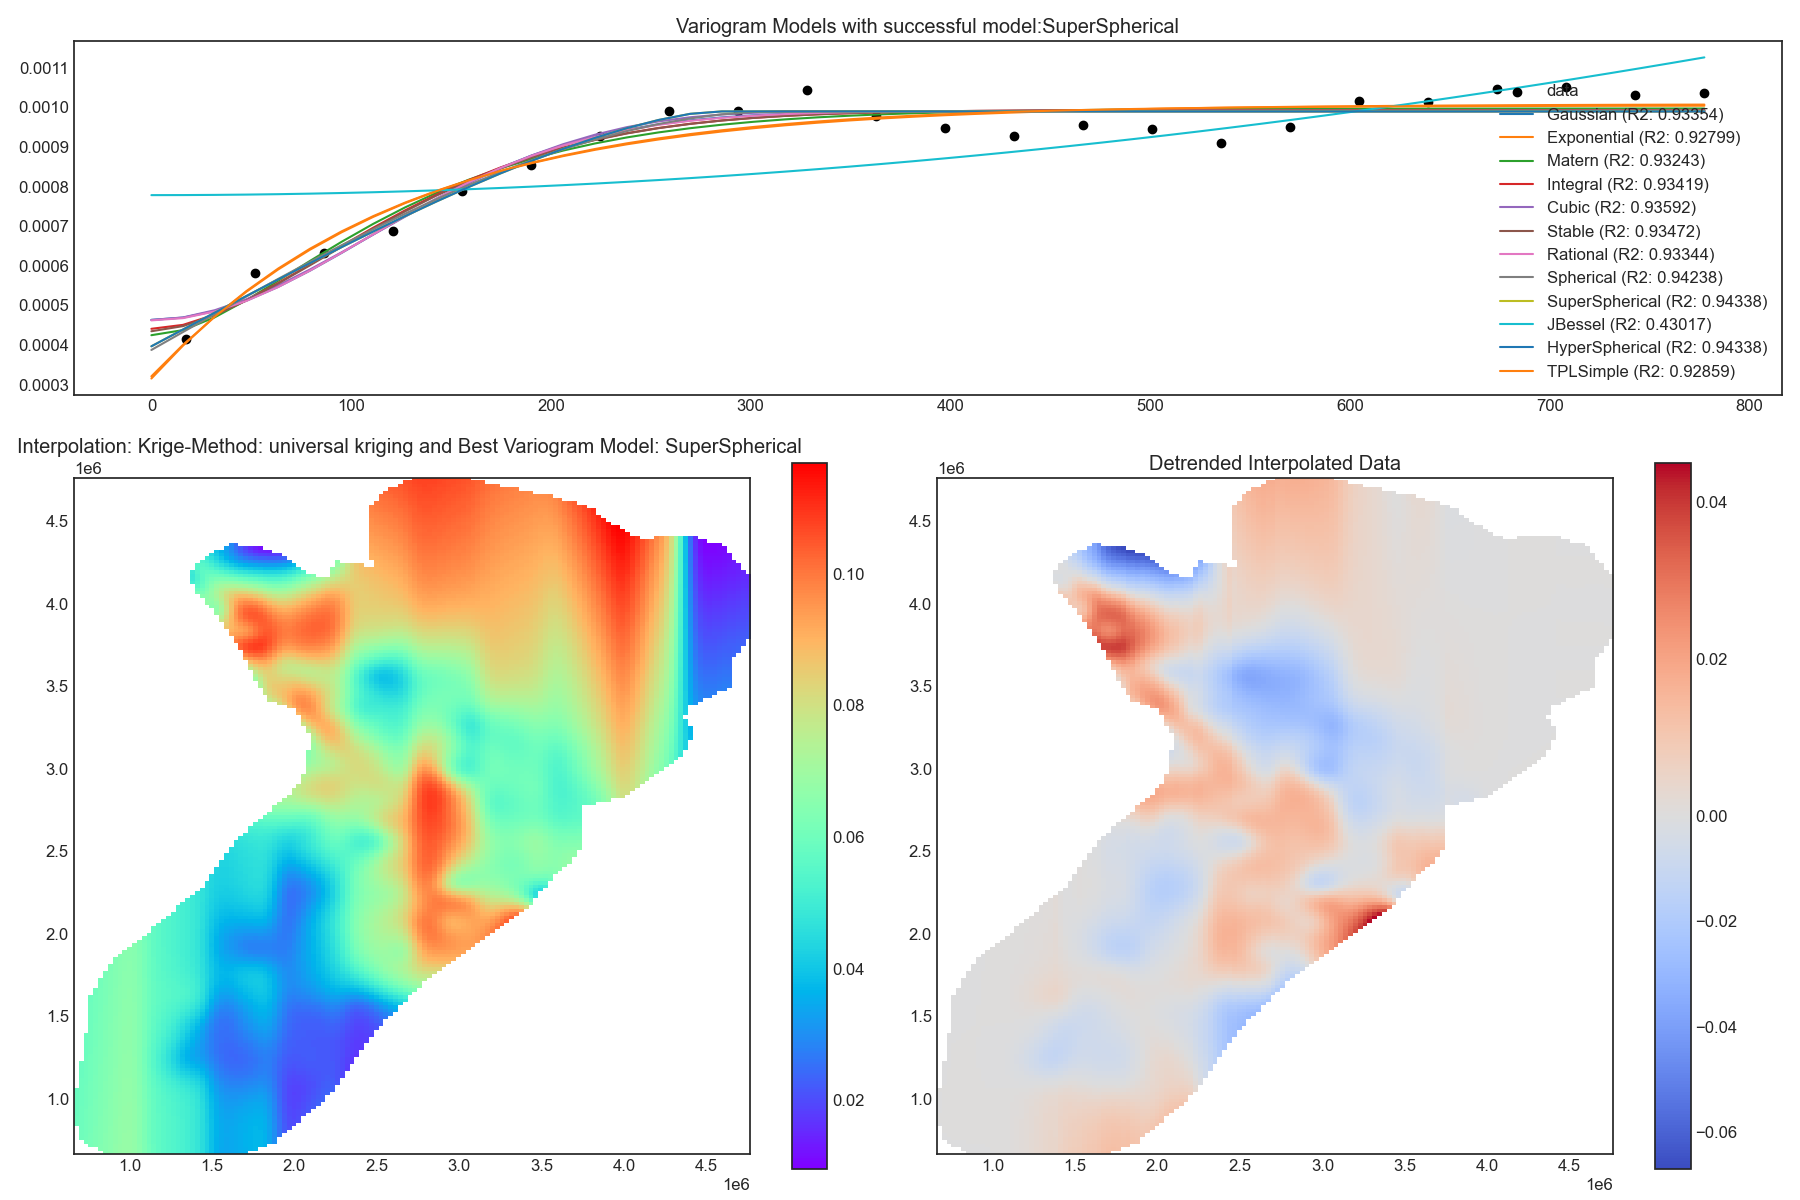 Variogram Models with successful model:SuperSpherical
0.0011
0.0010
0.0009
0.0008
0.0007
0.0006
0.0005
0.0004
0.0003
data
Gaussian (R2: 0.93354)
Exponential (R2: 0.92799)
Matern (R2: 0.93243)
Integral (R2: 0.93419)
Cubic (R2: 0.93592)
Stable (R2: 0.93472)
Rational (R2: 0.93344)
Spherical (R2: 0.94238)
SuperSpherical (R2: 0.94338)
JBessel (R2: 0.43017)
HyperSpherical (R2: 0.94338)
TPLSimple (R2: 0.92859)
0 100 200 300 400 500 600 700 800
Interpolation: Krige-Method: universal kriging and Best Variogram Model: SuperSpherical
1e6
4.5
4.0
3.5
3.0
2.5
2.0
1.5
1.0
1.0 1.5 2.0 2.5 3.0 3.5 4.0 4.5
1e6
0.10
0.08
0.06
0.04
0.02
Detrended Interpolated Data
1e6
4.5
4.0
3.5
3.0
2.5
2.0
1.5
1.0
1.0 1.5 2.0 2.5 3.0 3.5 4.0 4.5
1e6
0.04
0.02
0.00
−0.02
−0.04
−0.06